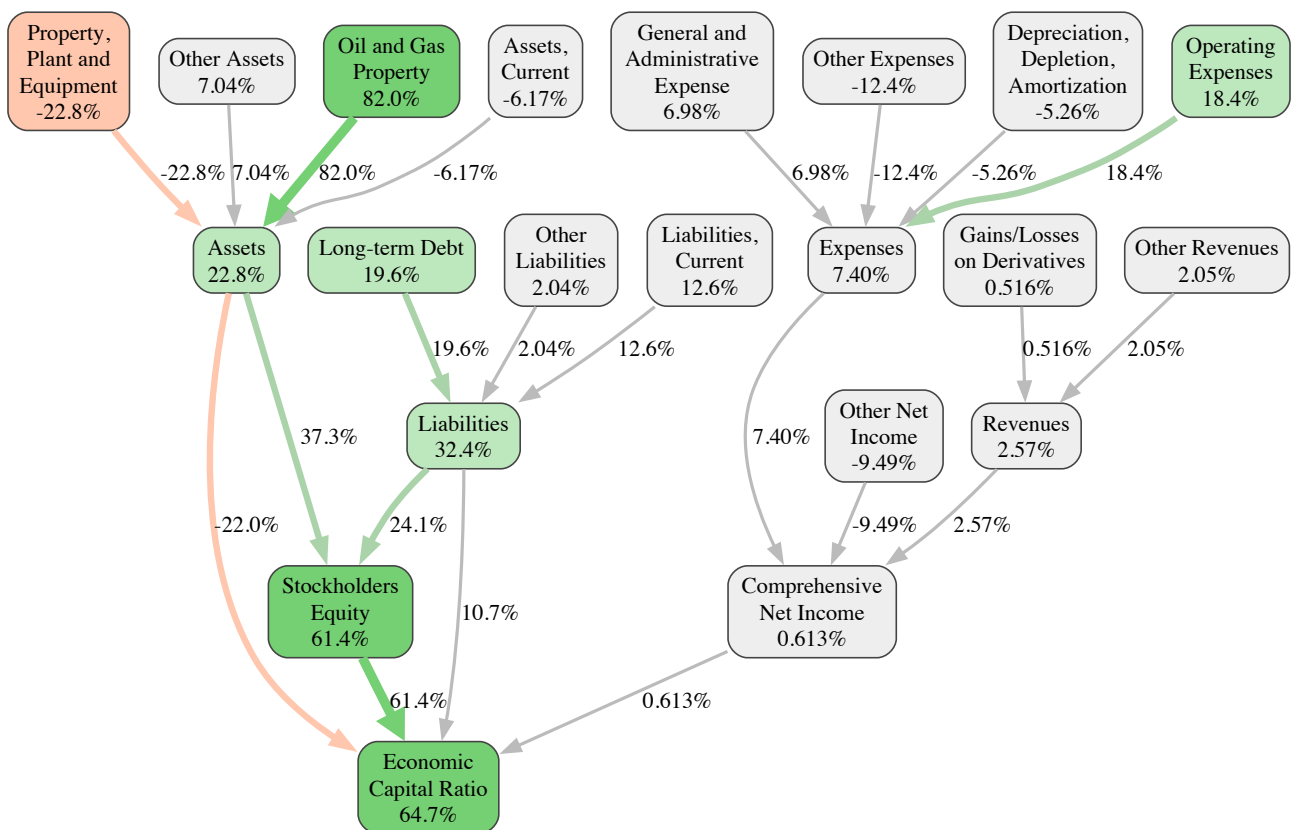 Property,
Plant and
Equipment
-22.8%
Other Assets
7.04%
Oil and Gas
Property
82.0%
Assets,
Current
-6.17%
General and
Administrative
Expense
6.98%
Other Expenses
-12.4%
Depreciation,
Depletion,
Amortization
-5.26%
Operating
Expenses
18.4%
-22.8%
7.04%
82.0%
-6.17%
6.98%
-12.4%
-5.26%
18.4%
Assets
22.8%
Long-term Debt
19.6%
Other
Liabilities
2.04%
Liabilities,
Current
12.6%
Expenses
7.40%
Gains/Losses
on Derivatives
0.516%
Other Revenues
2.05%
19.6%
2.04%
12.6%
0.516%
2.05%
37.3%
Liabilities
32.4%
7.40%
Other Net
Income
-9.49%
Revenues
2.57%
-22.0%
24.1%
-9.49%
2.57%
Stockholders
Equity
61.4%
10.7%
Comprehensive
Net Income
0.613%
61.4%
0.613%
Economic
Capital Ratio
64.7%